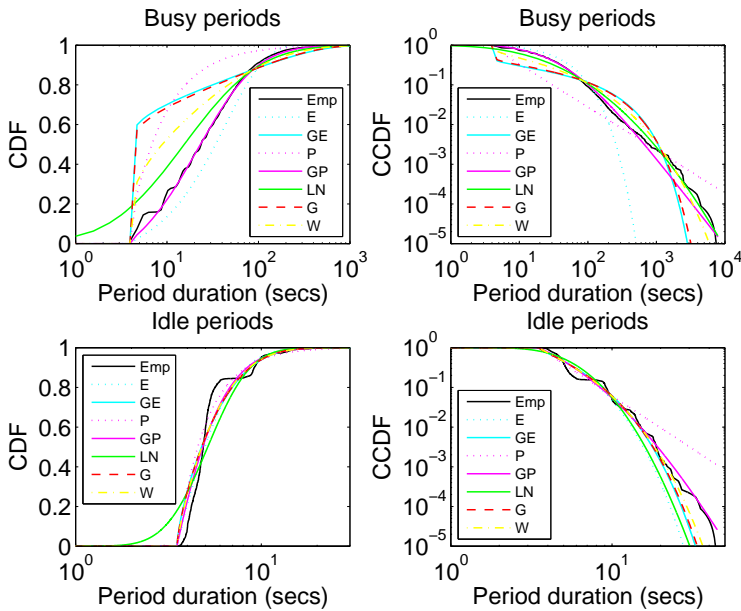 Busy periods
CDF
1
0.8
0.6
0.4
0.2
0
Emp
E
GE
P
GP
LN
G
W
10^0 10^1 10^2 10^3
Period duration (secs)
Busy periods
CCDF
10^0
10^-1
10^-2
10^-3
10^-4
10^-5
Emp
E
GE
P
GP
LN
G
W
10^0 10^1 10^2 10^3 10^4
Period duration (secs)
Idle periods
CDF
1
0.8
0.6
0.4
0.2
0
Emp
E
GE
P
GP
LN
G
W
10^0 10^1
Period duration (secs)
Idle periods
CCDF
10^0
10^-1
10^-2
10^-3
10^-4
10^-5
Emp
E
GE
P
GP
LN
G
W
10^0 10^1
Period duration (secs)